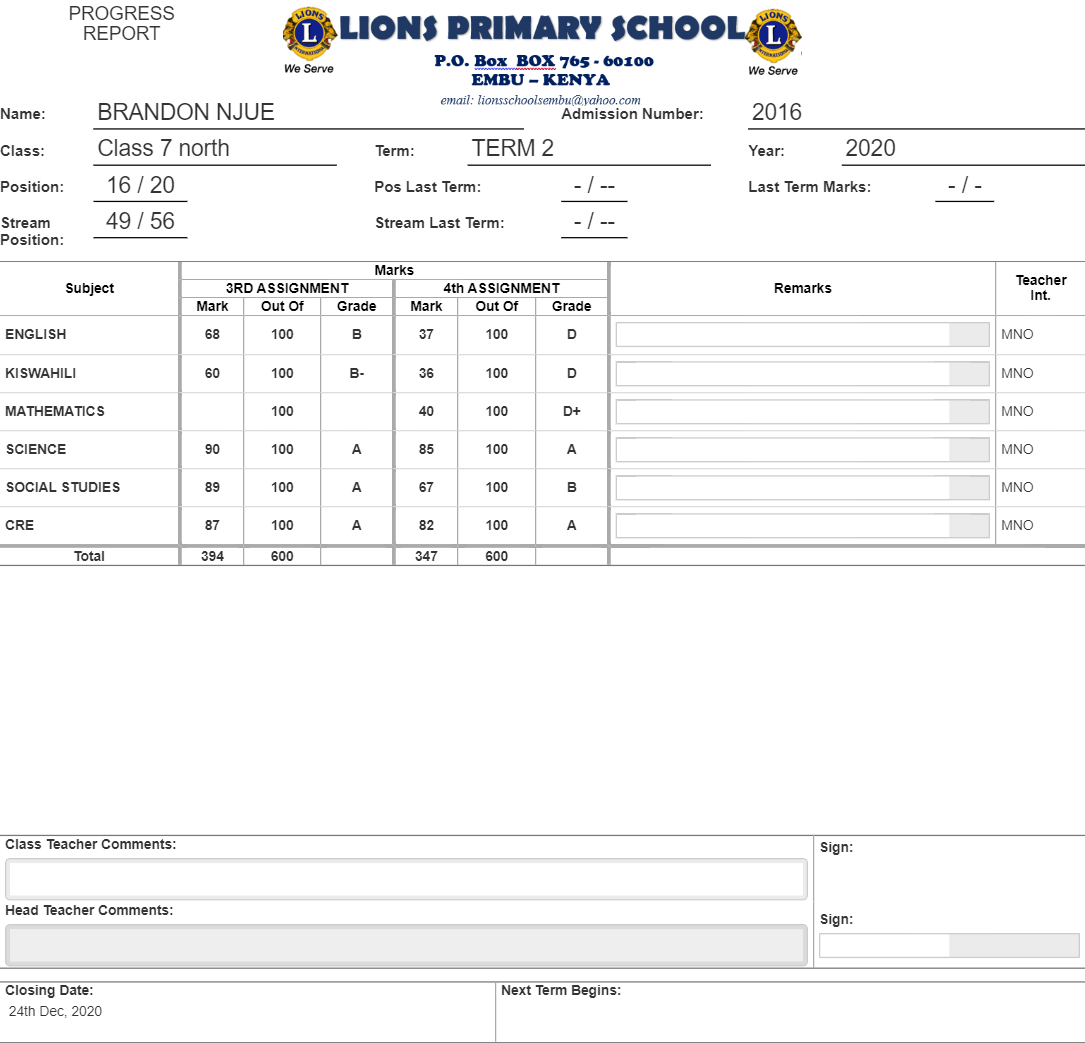 PROGRESS
REPORT
LIONS
L
INTERNATIONAL
We Serve
LIONS PRIMARY SCHOOL
P.O. Box BOX 765 - 60100
EMBU – KENYA
email: lionsschoolsembu@yahoo.com
LIONS
L
INTERNATIONAL
We Serve
Name: BRANDON NJUE Admission Number: 2016
Class: Class 7 north Term: TERM 2 Year: 2020
Position: 16 / 20 Pos Last Term: - / -- Last Term Marks: - / -
Stream Position: 49 / 56 Stream Last Term: - / --
Subject Marks Remarks Teacher Int.
3RD ASSIGNMENT 4th ASSIGNMENT
Mark Out Of Grade Mark Out Of Grade
ENGLISH 68 100 B 37 100 D MNO
KISWAHILI 60 100 B- 36 100 D MNO
MATHEMATICS 100 40 100 D+ MNO
SCIENCE 90 100 A 85 100 A MNO
SOCIAL STUDIES 89 100 A 67 100 B MNO
CRE 87 100 A 82 100 A MNO
Total 394 600 347 600
Class Teacher Comments: Sign:
Head Teacher Comments: Sign:
Closing Date: Next Term Begins:
24th Dec, 2020